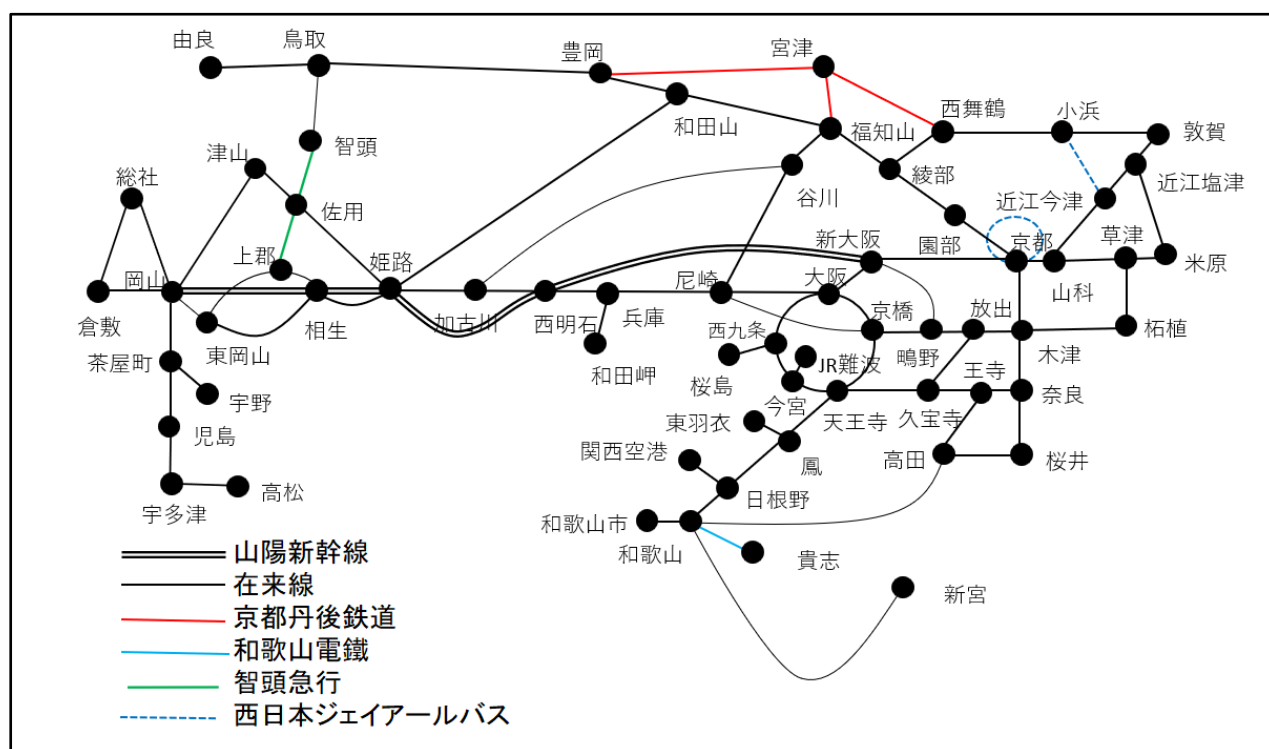 由良
鳥取
豊岡
宮津
西舞鶴
小浜
敦賀
和田山
福知山
智頭
津山
綾部
近江塩津
谷川
総社
佐用
近江今津
園部
京都
草津
新大阪
上郡
姫路
米原
岡山
大阪
尼崎
山科
倉敷
相生
加古川
西明石
兵庫
京橋
放出
東岡山
西九条
鴫野
木津
柘植
茶屋町
和田岬
JR難波
王寺
桜島
今宮
奈良
宇野
天王寺
久宝寺
東羽衣
児島
関西空港
鳳
高田
桜井
高松
日根野
宇多津
和歌山市
和歌山
貴志
新宮
山陽新幹線
在来線
京都丹後鉄道
和歌山電鐵
智頭急行
西日本ジェイアールバス